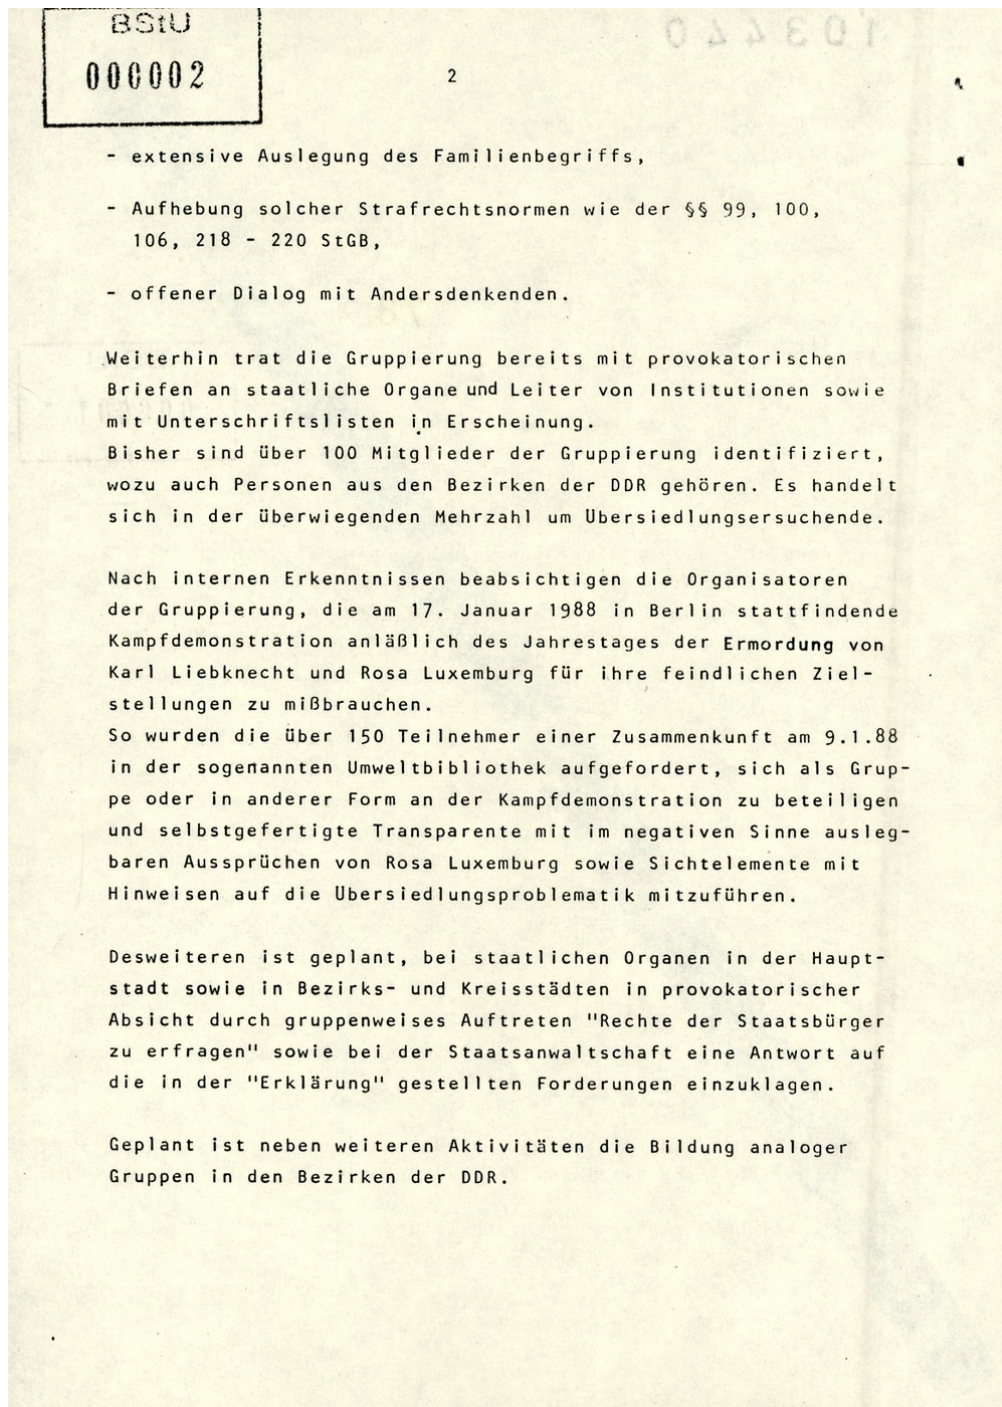 BStU
000002
2
- extensive Auslegung des Familienbegriffs,
- Aufhebung solcher Strafrechtsnormen wie der §§ 99, 100,
106, 218 - 220 StGB,
- offener Dialog mit Andersdenkenden.
Weiterhin trat die Gruppierung bereits mit provokatorischen
Briefen an staatliche Organe und Leiter von Institutionen sowie
mit Unterschriftslisten in Erscheinung.
Bisher sind über 100 Mitglieder der Gruppierung identifiziert,
wozu auch Personen aus den Bezirken der DDR gehören. Es handelt
sich in der überwiegenden Mehrzahl um Übersiedlungsersuchende.
Nach internen Erkenntnissen beabsichtigen die Organisatoren
der Gruppierung, die am 17. Januar 1988 in Berlin stattfindende
Kampfdemonstration anläßlich des Jahrestages der Ermordung von
Karl Liebknecht und Rosa Luxemburg für ihre feindlichen Ziel-
stellungen zu mißbrauchen.
So wurden die über 150 Teilnehmer einer Zusammenkunft am 9.1.88
in der sogenannten Umweltbibliothek aufgefordert, sich als Grup-
pe oder in anderer Form an der Kampfdemonstration zu beteiligen
und selbstgefertigte Transparente mit im negativen Sinne ausleg-
baren Aussprüchen von Rosa Luxemburg sowie Sichtelemente mit
Hinweisen auf die Übersiedlungsproblematik mitzuführen.
Desweiteren ist geplant, bei staatlichen Organen in der Haupt-
stadt sowie in Bezirks- und Kreisstädten in provokatorischer
Absicht durch gruppenweises Auftreten "Rechte der Staatsbürger
zu erfragen" sowie bei der Staatsanwaltschaft eine Antwort auf
die in der "Erklärung" gestellten Forderungen einzuklagen.
Geplant ist neben weiteren Aktivitäten die Bildung analoger
Gruppen in den Bezirken der DDR.